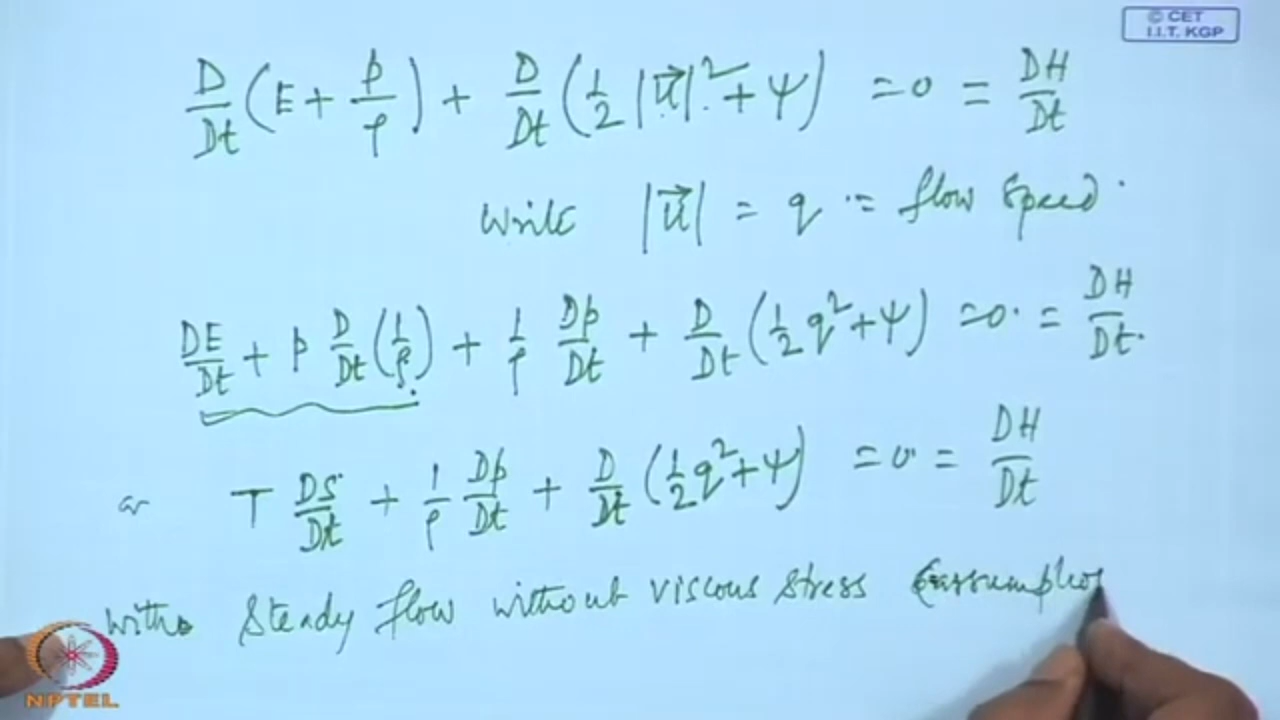 © CET
I.I.T. KGP
D/Dt (E + p/ρ) + D/Dt (1/2 |u⃗|² + ψ) = 0 = DH/Dt
Write |u⃗| = q = flow speed.
DE/Dt + p D/Dt (1/ρ) + 1/ρ Dp/Dt + D/Dt (1/2 q² + ψ) = 0 = DH/Dt.
or T DS/Dt + 1/ρ Dp/Dt + D/Dt (1/2 q² + ψ) = 0 = DH/Dt
with steady flow without viscous stress (assumption
NPTEL